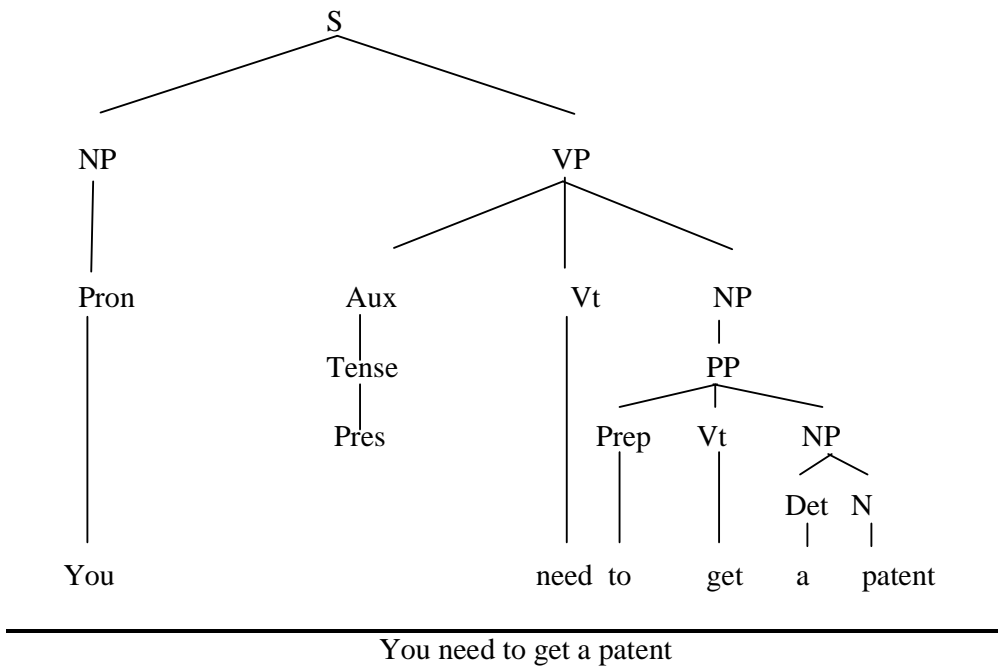 S
NP VP
Pron Aux Vt NP
Tense PP
Pres Prep Vt NP
Det N
You need to get a patent
You need to get a patent